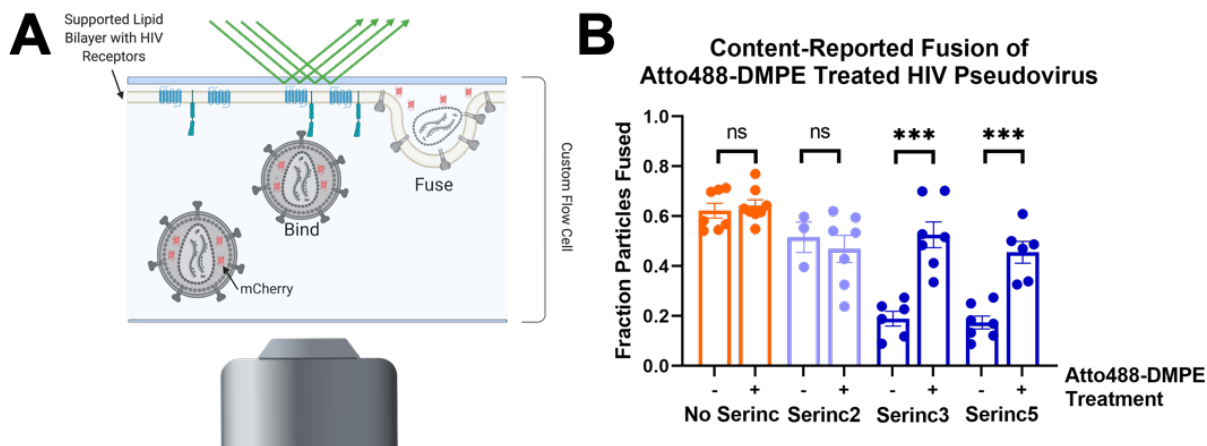 A
Supported Lipid
Bilayer with HIV
Receptors
Fuse
Bind
mCherry
Custom Flow Cell
B
Content-Reported Fusion of
Atto488-DMPE Treated HIV Pseudovirus
Fraction Particles Fused
1.0
0.8
0.6
0.4
0.2
0.0
ns
ns
***
***
- + - + - + - +
Atto488-DMPE
Treatment
No Serinc Serinc2 Serinc3 Serinc5